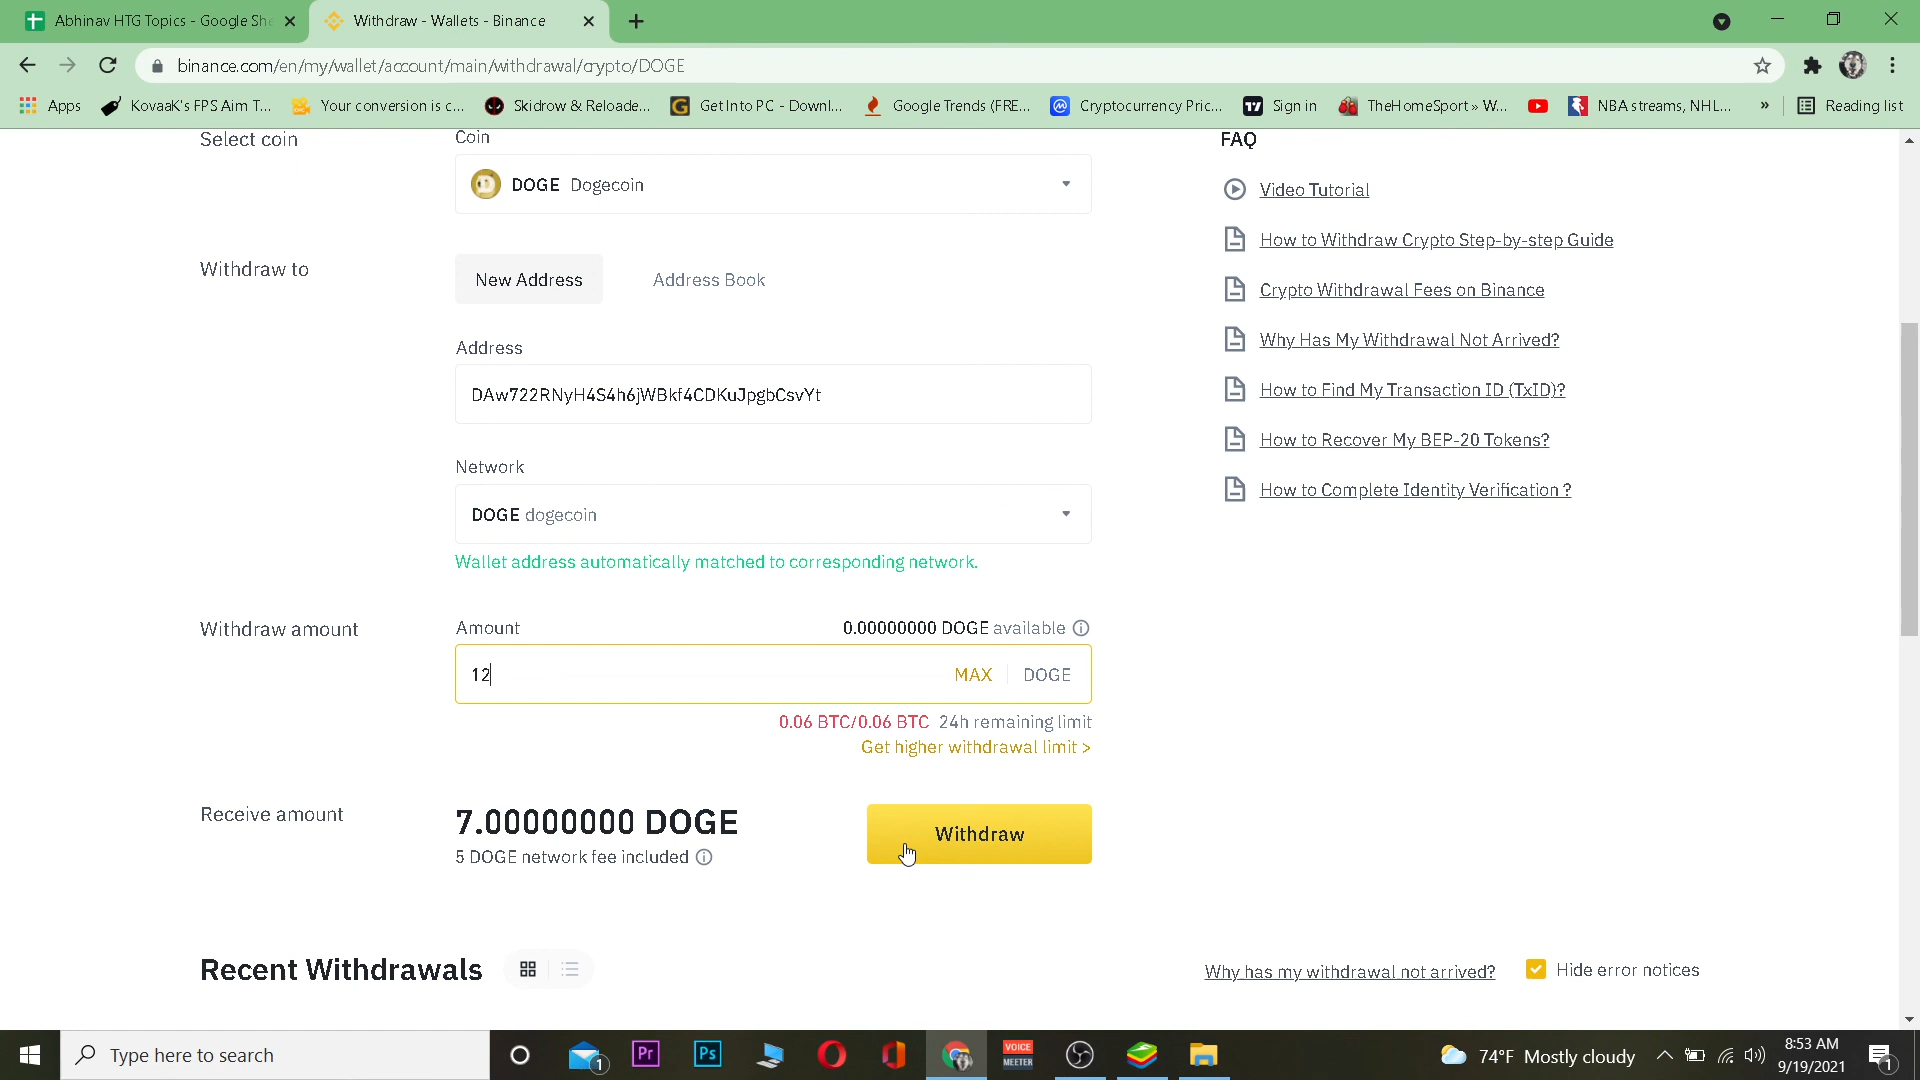 Abhinav HTG Topics - Google She
Withdraw - Wallets - Binance
binance.com/en/my/wallet/account/main/withdrawal/crypto/DOGE
Apps
KovaaK's FPS Aim T...
Your conversion is c...
Skidrow & Reloade...
Get Into PC - Downl...
Google Trends (FRE...
Cryptocurrency Pric...
Sign in
TheHomeSport » W...
NBA streams, NHL...
»
Reading list
Select coin
Coin
FAQ
DOGE Dogecoin
Video Tutorial
How to Withdraw Crypto Step-by-step Guide
Withdraw to
New Address
Address Book
Crypto Withdrawal Fees on Binance
Address
Why Has My Withdrawal Not Arrived?
DAw722RNyH4S4h6jWBkf4CDKuJpgbCsvYt
How to Find My Transaction ID (TxID)?
How to Recover My BEP-20 Tokens?
Network
How to Complete Identity Verification ?
DOGE dogecoin
Wallet address automatically matched to corresponding network.
Withdraw amount
Amount
0.00000000 DOGE available
12
MAX
DOGE
0.06 BTC/0.06 BTC 24h remaining limit
Get higher withdrawal limit >
Receive amount
7.00000000 DOGE
5 DOGE network fee included
Withdraw
Recent Withdrawals
Why has my withdrawal not arrived?
Hide error notices
Type here to search
1
Pr
Ps
VOICE
MEETER
74°F Mostly cloudy
8:53 AM
9/19/2021
1